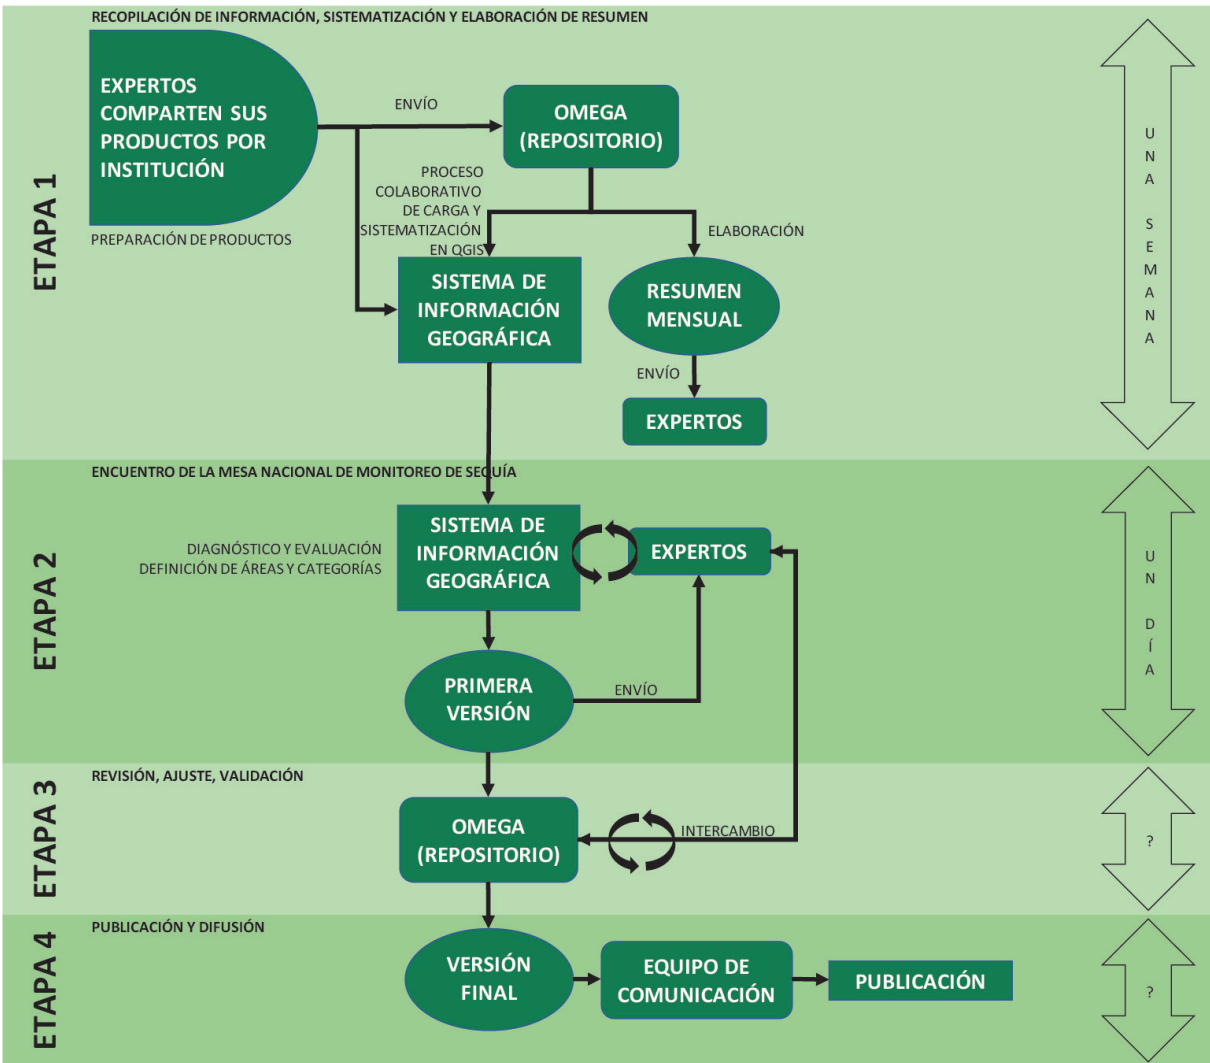 RECOPILACIÓN DE INFORMACIÓN, SISTEMATIZACIÓN Y ELABORACIÓN DE RESUMEN
ETAPA 1
EXPERTOS
COMPARTEN SUS
PRODUCTOS POR
INSTITUCIÓN
PREPARACIÓN DE PRODUCTOS
ENVÍO
OMEGA
(REPOSITORIO)
PROCESO
COLABORATIVO
DE CARGA Y
SISTEMATIZACIÓN
EN QGIS
ELABORACIÓN
SISTEMA DE
INFORMACIÓN
GEOGRÁFICA
RESUMEN
MENSUAL
ENVÍO
EXPERTOS
UNA SEMANA
ENCUENTRO DE LA MESA NACIONAL DE MONITOREO DE SEQUÍA
ETAPA 2
DIAGNÓSTICO Y EVALUACIÓN
DEFINICIÓN DE ÁREAS Y CATEGORÍAS
SISTEMA DE
INFORMACIÓN
GEOGRÁFICA
EXPERTOS
PRIMERA
VERSIÓN
ENVÍO
UN DÍA
REVISIÓN, AJUSTE, VALIDACIÓN
ETAPA 3
OMEGA
(REPOSITORIO)
INTERCAMBIO
?
PUBLICACIÓN Y DIFUSIÓN
ETAPA 4
VERSIÓN
FINAL
EQUIPO DE
COMUNICACIÓN
PUBLICACIÓN
?